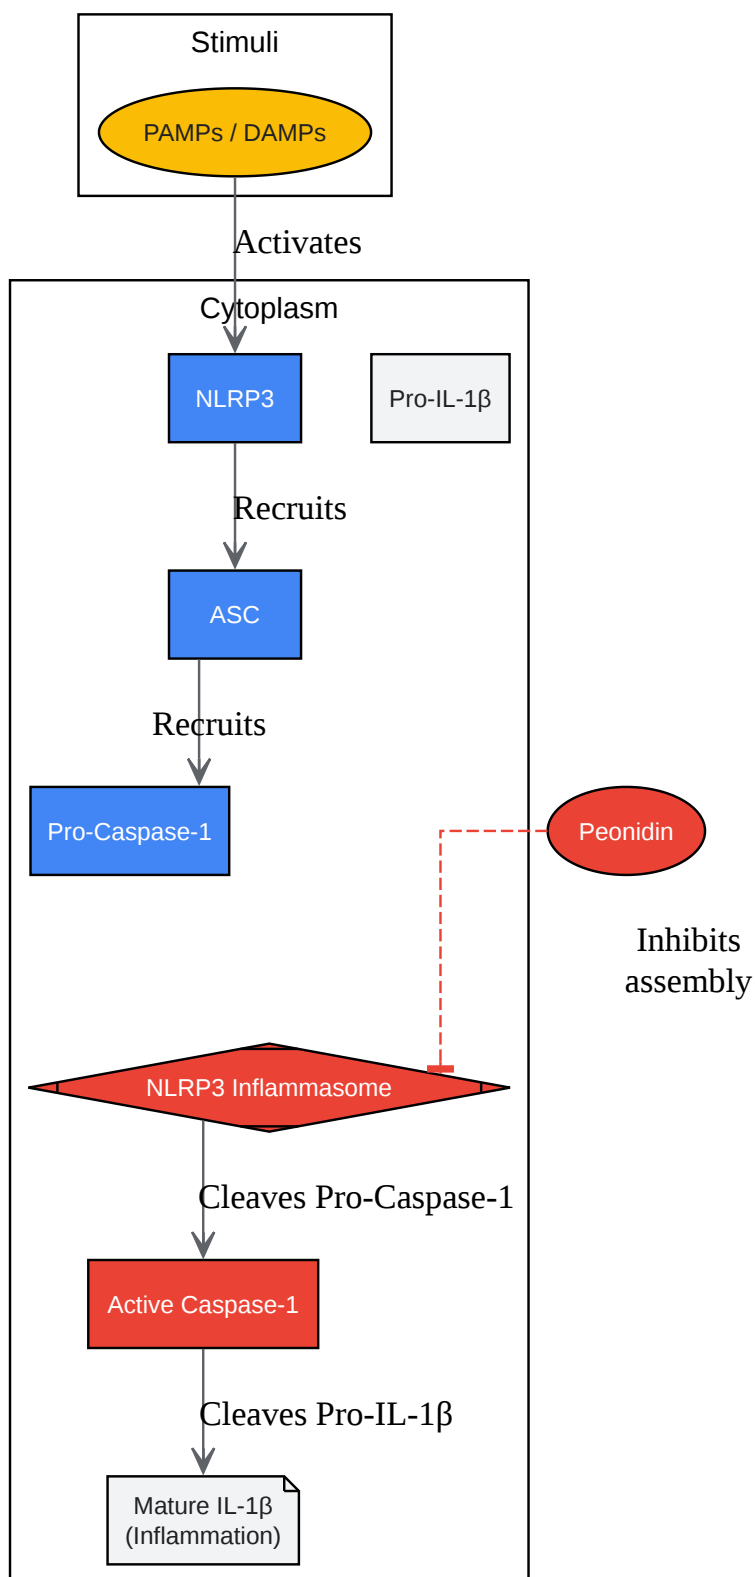 Stimuli
PAMPs / DAMPs
Activates
Cytoplasm
NLRP3
Pro-IL-1β
Recruits
ASC
Recruits
Pro-Caspase-1
Peonidin
Inhibits
assembly
NLRP3 Inflammasome
Cleaves Pro-Caspase-1
Active Caspase-1
Cleaves Pro-IL-1β
Mature IL-1β
(Inflammation)